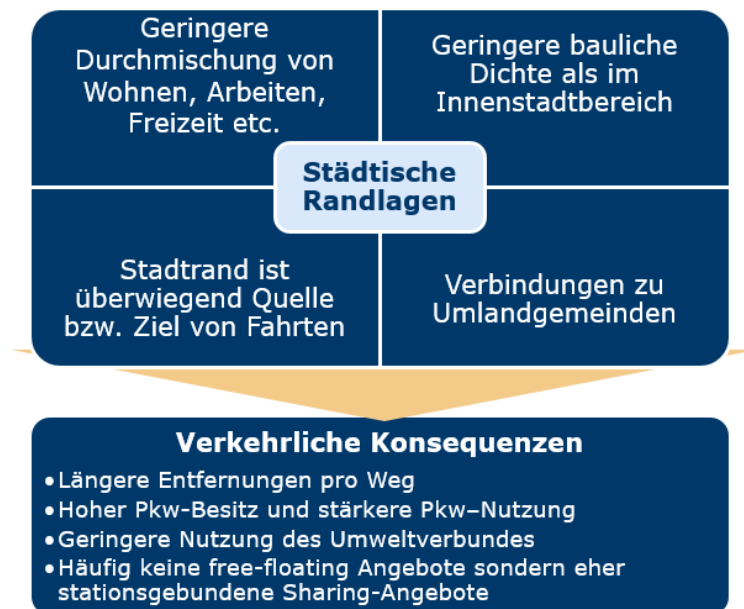 Geringere
Durchmischung von
Wohnen, Arbeiten,
Freizeit etc.
Geringere bauliche
Dichte als im
Innenstadtbereich
Städtische
Randlagen
Stadtrand ist
überwiegend Quelle
bzw. Ziel von Fahrten
Verbindungen zu
Umlandgemeinden
Verkehrliche Konsequenzen
•Längere Entfernungen pro Weg
•Hoher Pkw-Besitz und stärkere Pkw–Nutzung
•Geringere Nutzung des Umweltverbundes
•Häufig keine free-floating Angebote sondern eher
stationsgebundene Sharing-Angebote